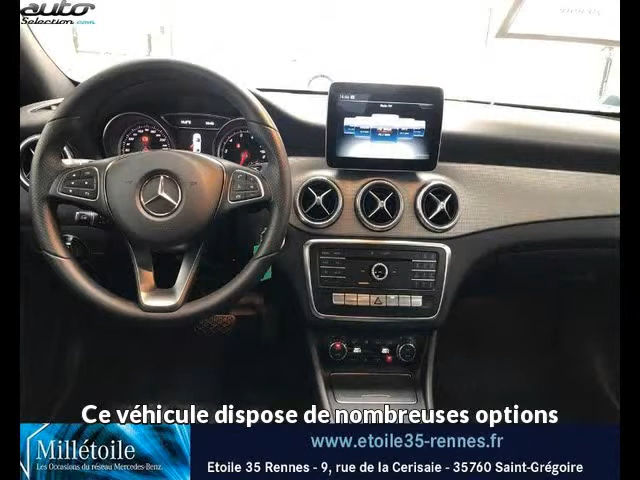 auto
Selection.com
Ce véhicule dispose de nombreuses options
Millétoile
Les Occasions du réseau Mercedes-Benz.
www.etoile35-rennes.fr
Etoile 35 Rennes - 9, rue de la Cerisaie - 35760 Saint-Grégoire